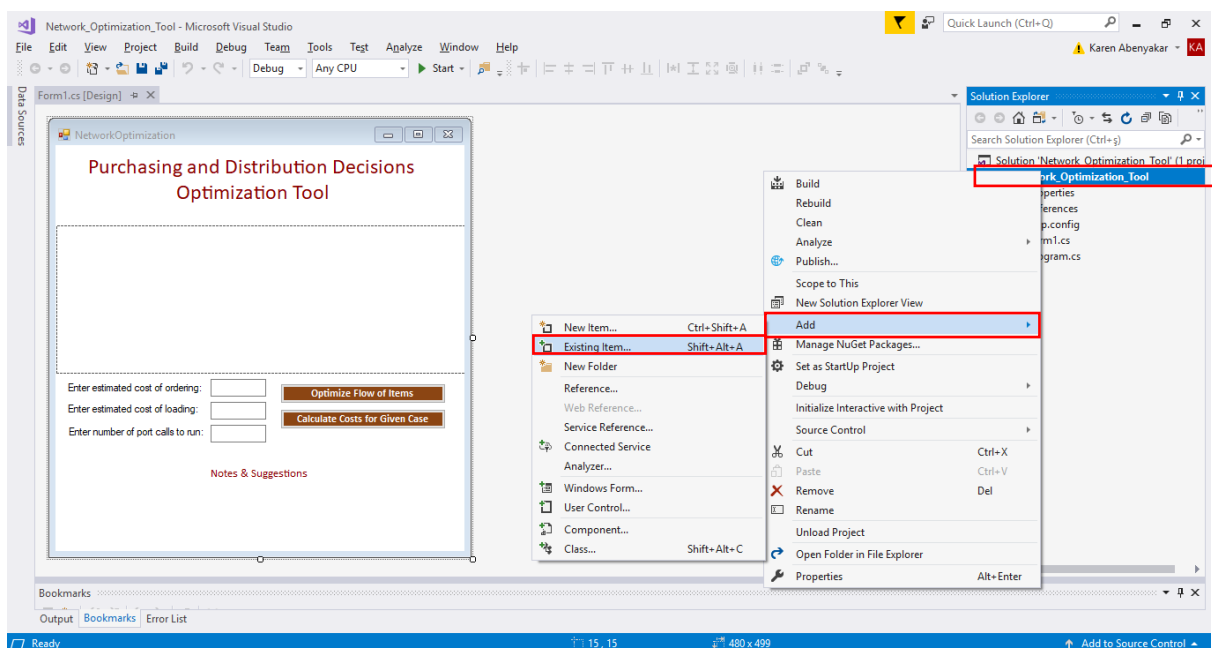 Network_Optimization_Tool - Microsoft Visual Studio
Quick Launch (Ctrl+Q)
File Edit View Project Build Debug Team Tools Test Analyze Window Help
Karen Abenyakar KA
Debug Any CPU Start
Data Sources
Form1.cs [Design]
NetworkOptimization
Purchasing and Distribution Decisions
Optimization Tool
Enter estimated cost of ordering:
Enter estimated cost of loading:
Enter number of port calls to run:
Optimize Flow of Items
Calculate Costs for Given Case
Notes & Suggestions
New Item... Ctrl+Shift+A
Existing Item... Shift+Alt+A
New Folder
Reference...
Web Reference...
Service Reference...
Connected Service
Analyzer...
Windows Form...
User Control...
Component...
Class... Shift+Alt+C
Build
Rebuild
Clean
Analyze
Publish...
Scope to This
New Solution Explorer View
Add
Manage NuGet Packages...
Set as StartUp Project
Debug
Initialize Interactive with Project
Source Control
Cut Ctrl+X
Paste Ctrl+V
Remove Del
Rename
Unload Project
Open Folder in File Explorer
Properties Alt+Enter
Solution Explorer
Search Solution Explorer (Ctrl+ş)
Solution 'Network_Optimization_Tool' (1 proj
ork_Optimization_Tool
perties
ferences
p.config
m1.cs
ogram.cs
Bookmarks
Output Bookmarks Error List
Ready 15 , 15 480 x 499 Add to Source Control